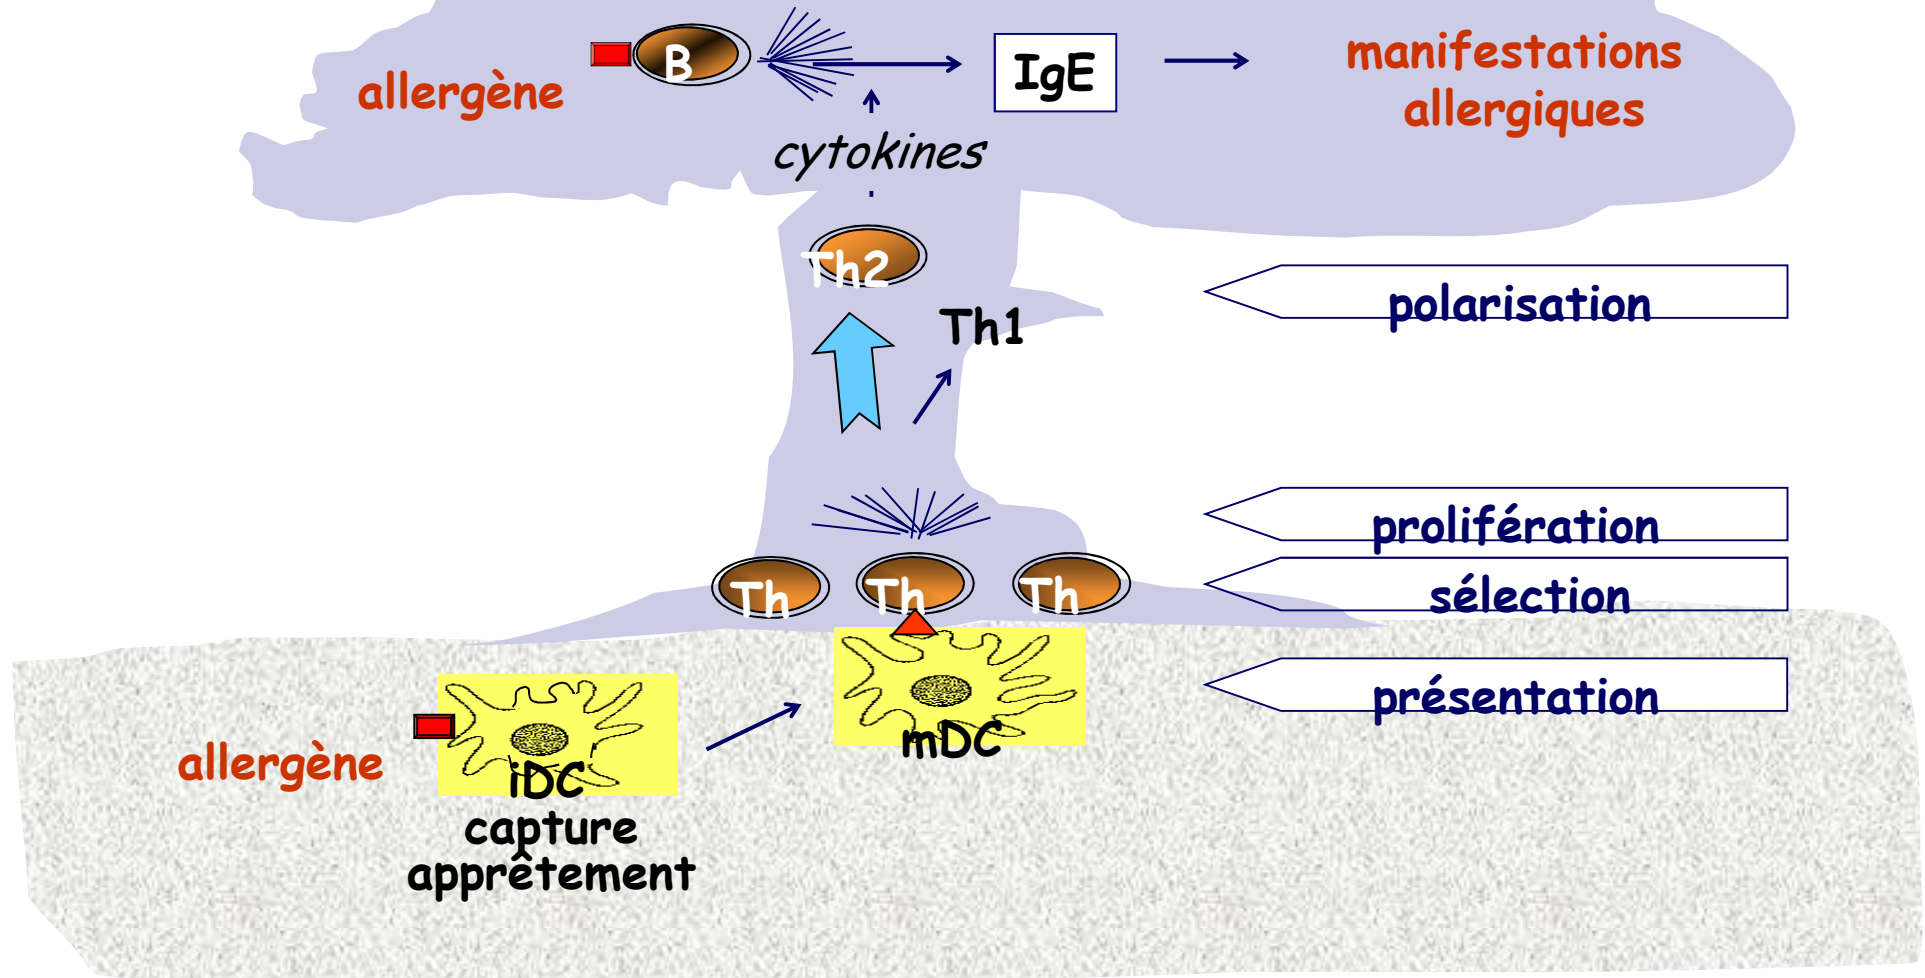 B
IgE
manifestations
allergiques
allergène
cytokines
Th2
polarisation
Th1
prolifération
Th
Th
Th
sélection
présentation
mDC
allergène
iDC
capture
apprêtement